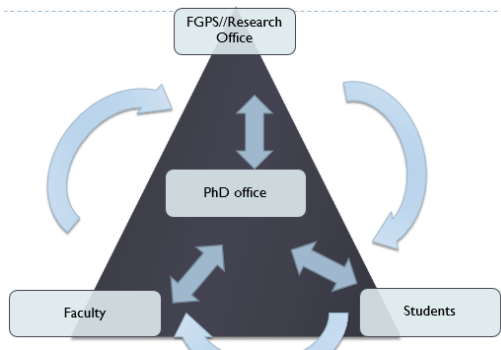 FGPS//Research
Office
PhD office
Faculty
Students